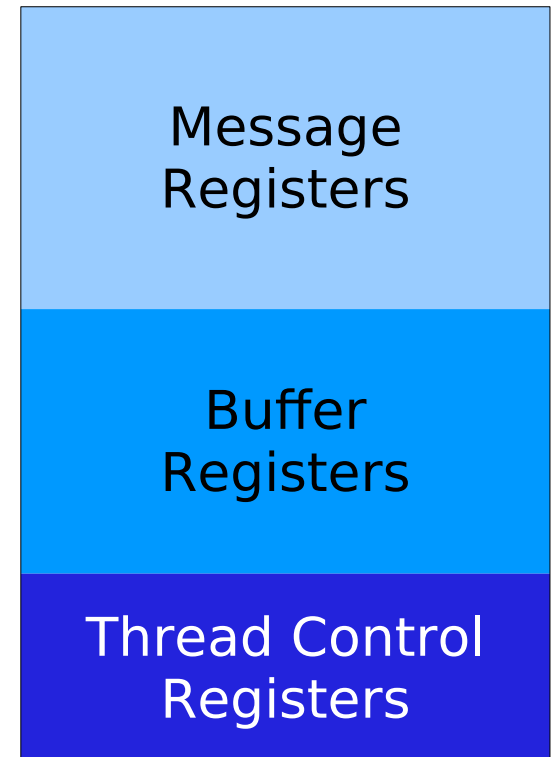 Message
Registers
Buffer
Registers
Thread Control
Registers